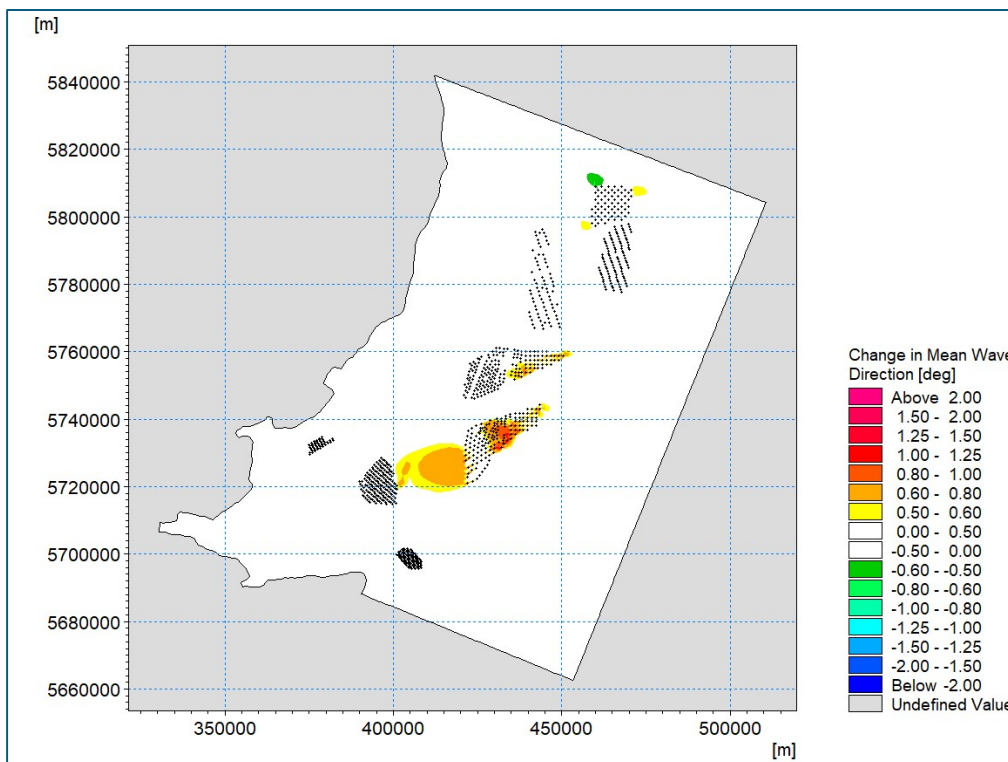 [m]
5840000
5820000
5800000
5780000
5760000
5740000
5720000
5700000
5680000
5660000
350000 400000 450000 500000
[m]
Change in Mean Wave
Direction [deg]
Above 2.00
1.50 - 2.00
1.25 - 1.50
1.00 - 1.25
0.80 - 1.00
0.60 - 0.80
0.50 - 0.60
0.00 - 0.50
-0.50 - 0.00
-0.60 - -0.50
-0.80 - -0.60
-1.00 - -0.80
-1.25 - -1.00
-1.50 - -1.25
-2.00 - -1.50
Below -2.00
Undefined Value